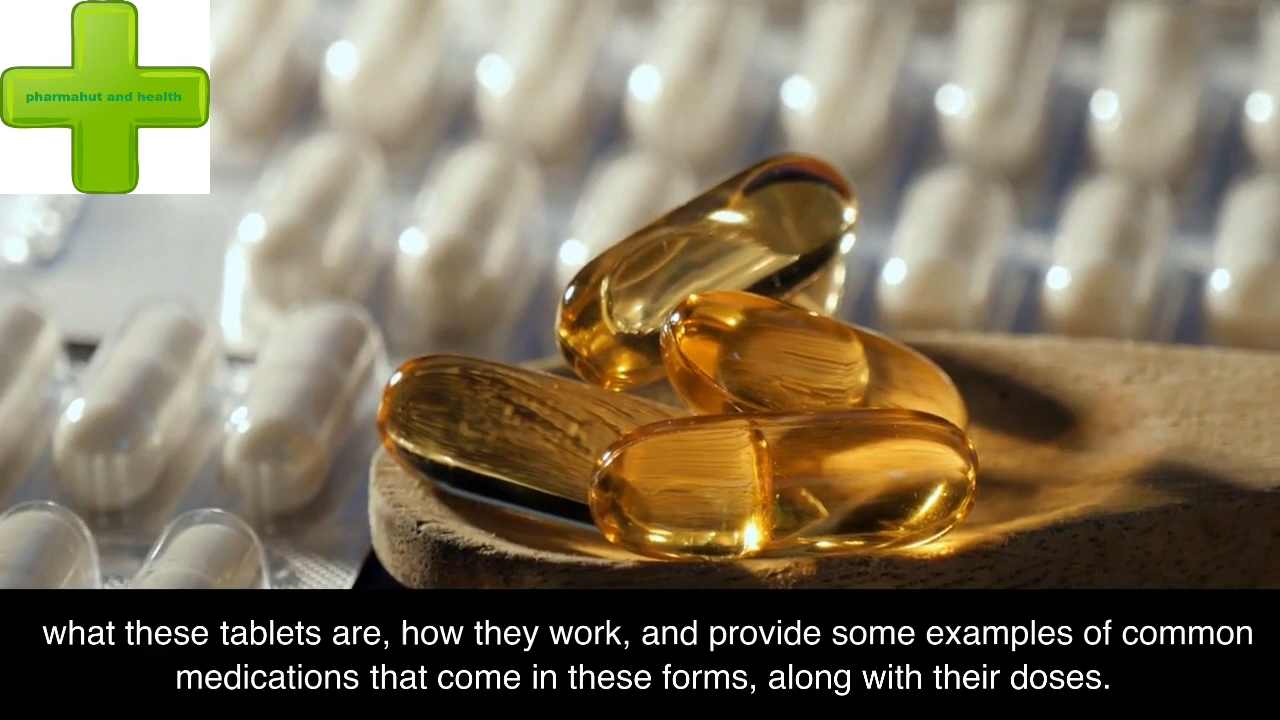 pharmahut and health
what these tablets are, how they work, and provide some examples of common
medications that come in these forms, along with their doses.